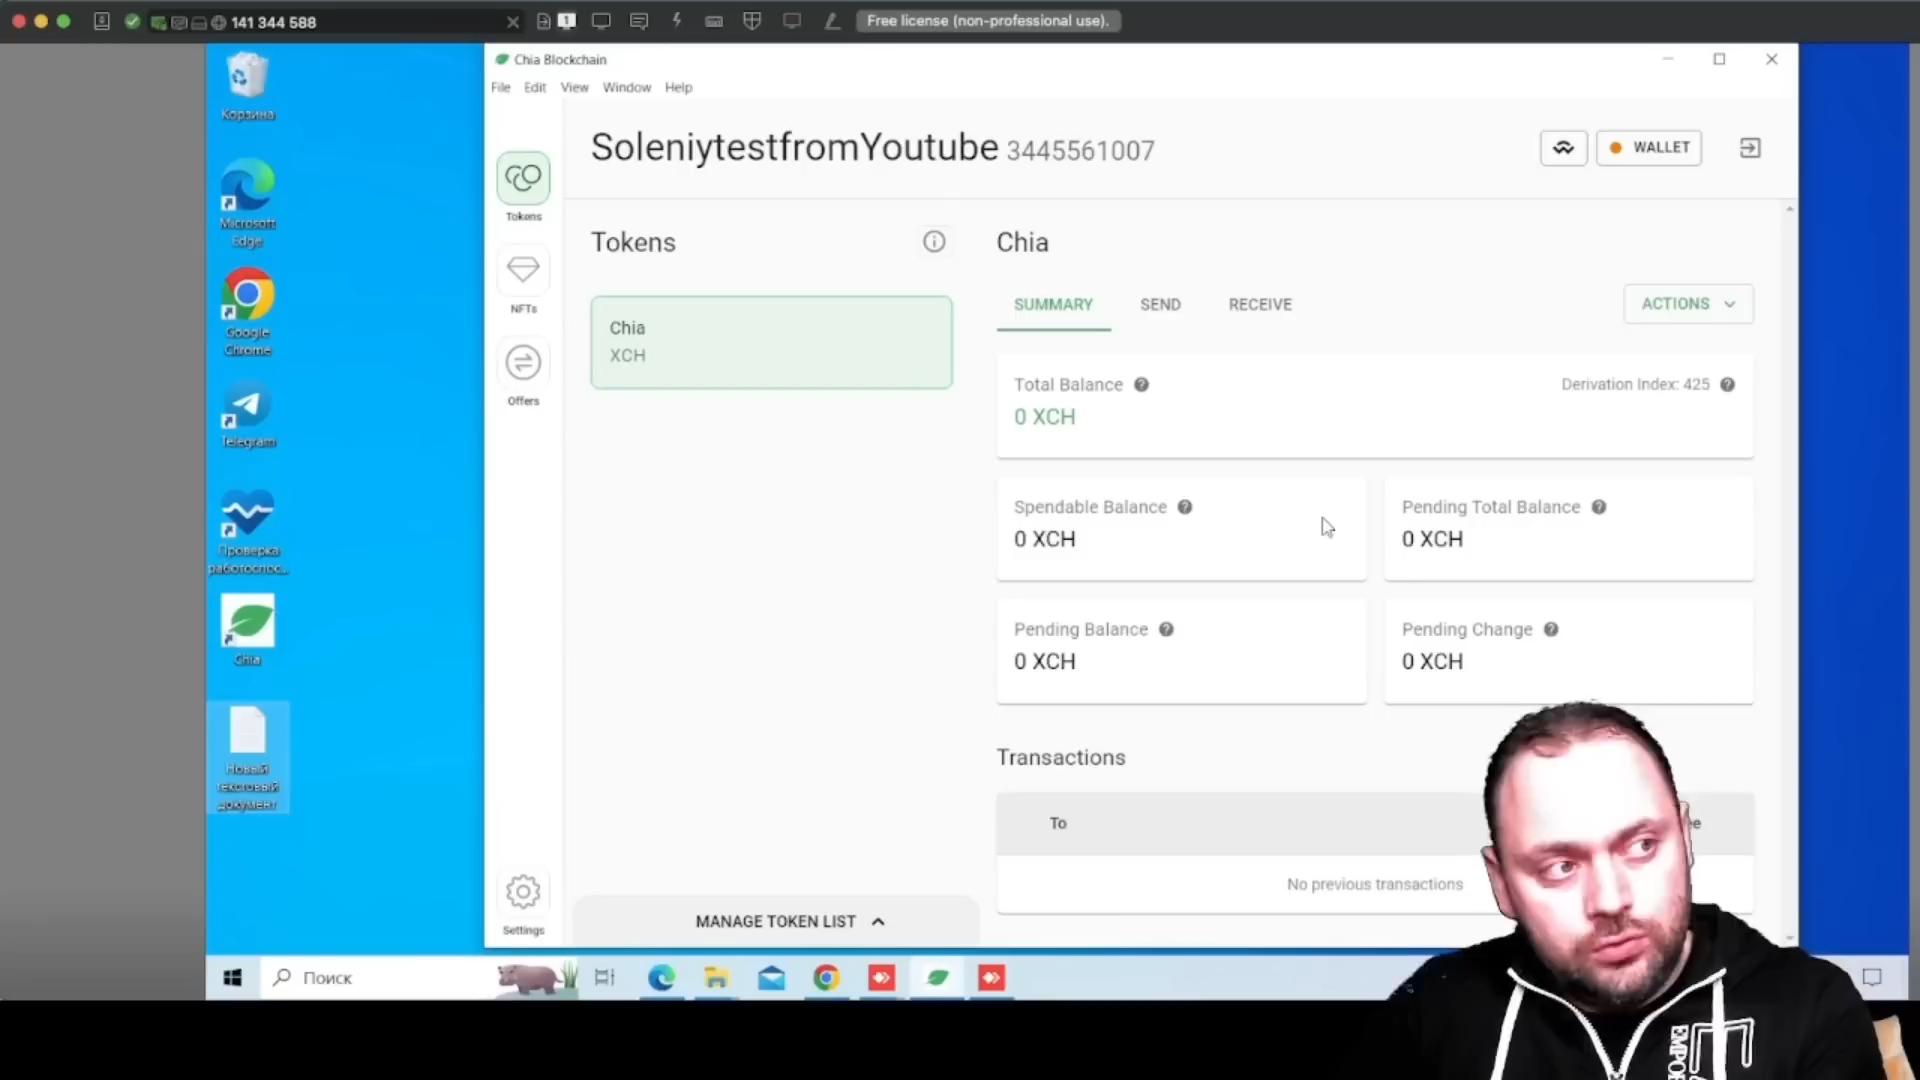 141 344 588
1
Free license (non-professional use).
Корзина
Microsoft
Edge
Google
Chrome
Telegram
Проверка
работоспос...
Chia
Новый
текстовый
документ
Chia Blockchain
File Edit View Window Help
SoleniytestfromYoutube 3445561007
WALLET
Tokens
NFTs
Offers
Settings
Tokens
Chia
XCH
MANAGE TOKEN LIST
Chia
SUMMARY SEND RECEIVE
ACTIONS
Total Balance
Derivation Index: 425
0 XCH
Spendable Balance
0 XCH
Pending Total Balance
0 XCH
Pending Balance
0 XCH
Pending Change
0 XCH
Transactions
To
No previous transactions
Поиск